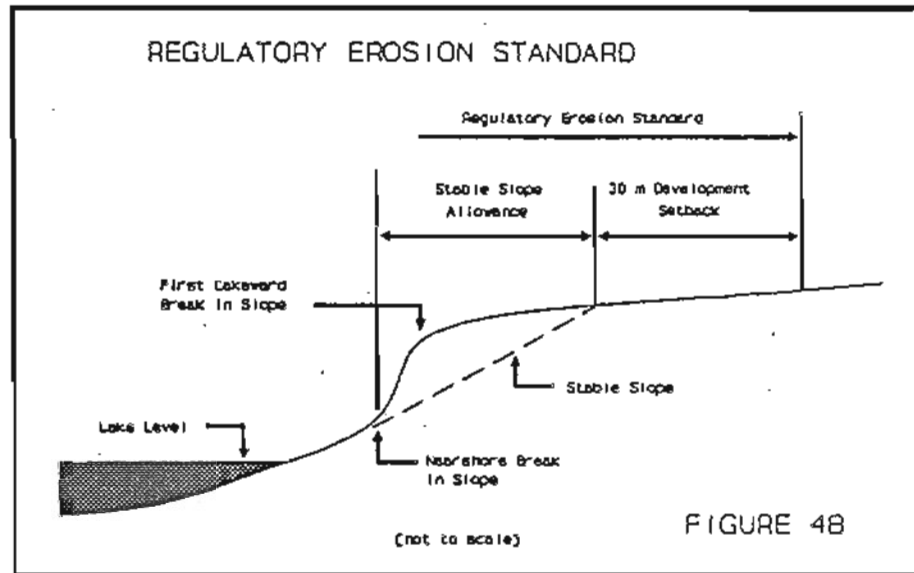 REGULATORY EROSION STANDARD
Regulatory Erosion Standard
Stable Slope
Allowance
30 m Development
Setback
First Lakeward
Break In Slope
Stable Slope
Lake Level
Nearshore Break
In Slope
(not to scale)
FIGURE 4B